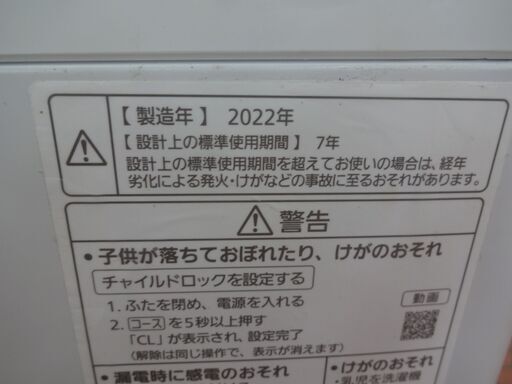 【 製造年 】 2022年
【 設計上の標準使用期間 】 7年
設計上の標準使用期間を超えてお使いの場合は、経年
劣化による発火・けがなどの事故に至るおそれがあります。
警告
・子供が落ちておぼれたり、けがのおそれ
チャイルドロックを設定する
1. ふたを閉め、電源を入れる
2. コース を5秒以上押す
「CL」が表示され、設定完了
(解除は同じ操作で、表示が消えます)
動画
・漏電時に感電のおそれ
・けがのおそれ
・乳児を洗濯機